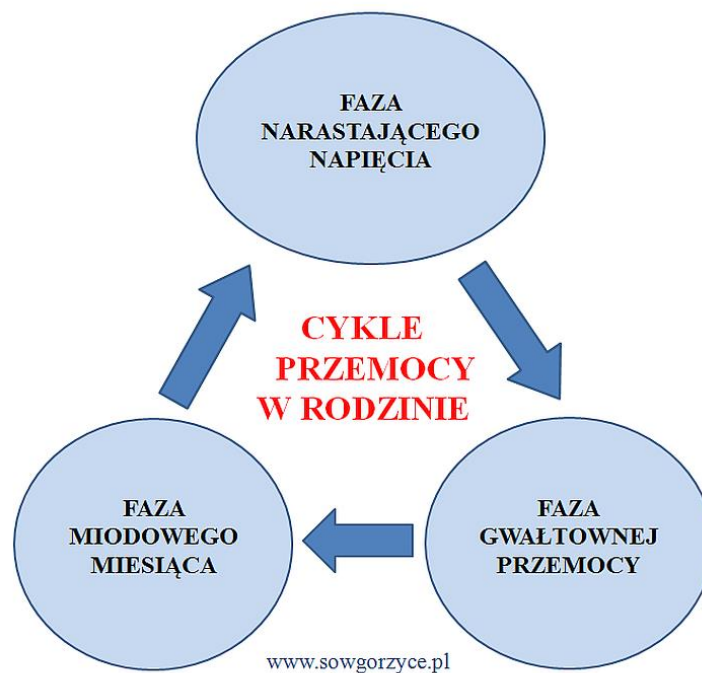 FAZA
NARASTAJĄCEGO
NAPIĘCIA
CYKLE
PRZEMOCY
W RODZINIE
FAZA
MIODOWEGO
MIESIĄCA
FAZA
GWAŁTOWNEJ
PRZEMOCY
www.sowgorzyce.pl